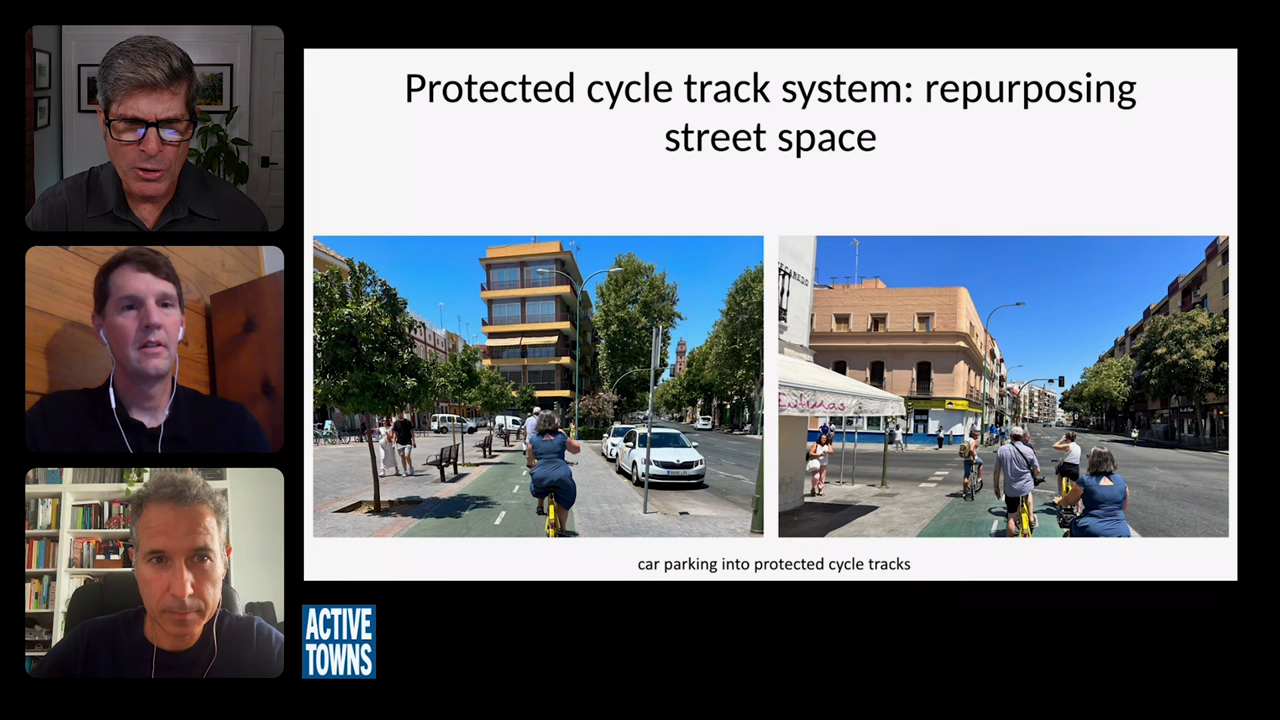 Protected cycle track system: repurposing
street space
car parking into protected cycle tracks
ACTIVE
TOWNS